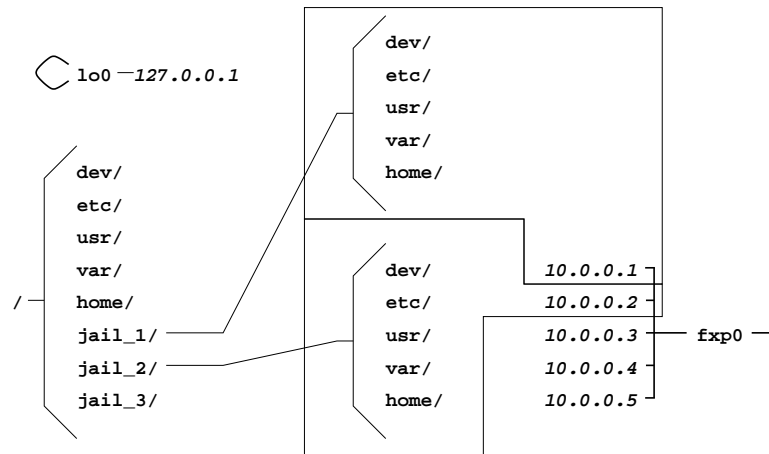 dev/
etc/
usr/
var/
home/
lo0 127.0.0.1
/
dev/
etc/
usr/
var/
home/
jail_1/
jail_2/
jail_3/
dev/
etc/
usr/
var/
home/
10.0.0.1
10.0.0.2
10.0.0.3
10.0.0.4
10.0.0.5
fxp0